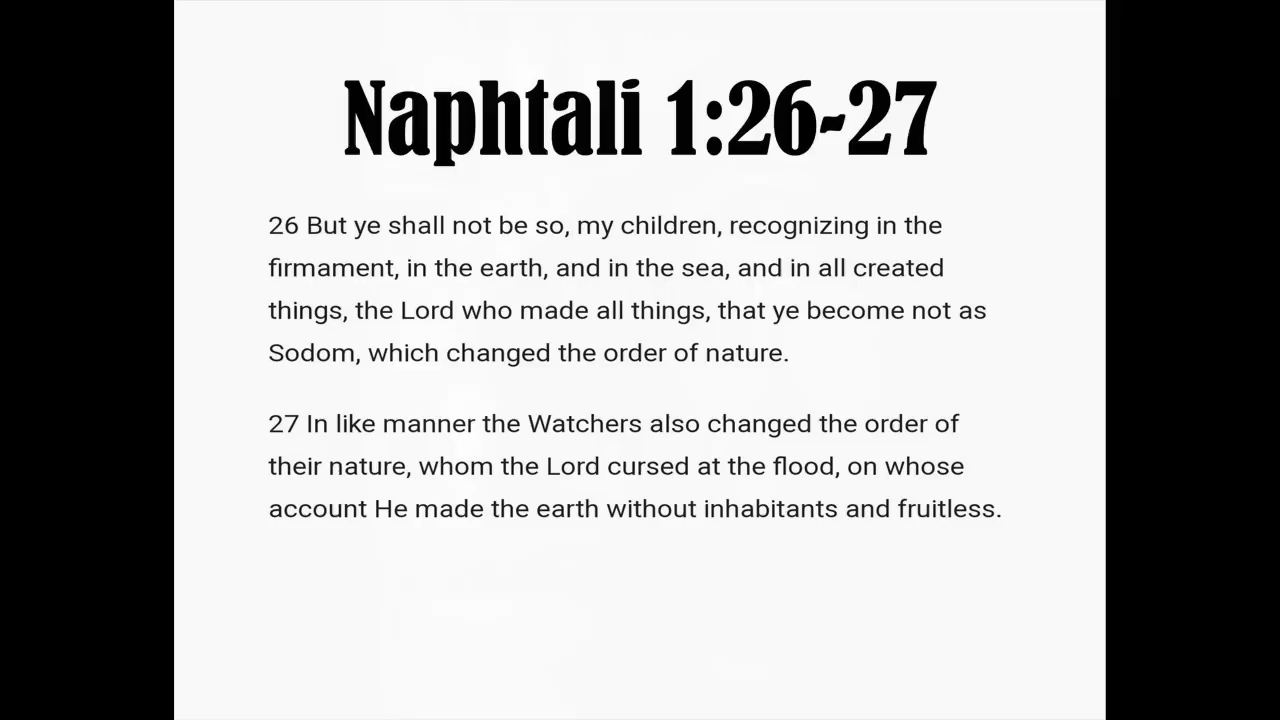 Naphtali 1:26-27
26 But ye shall not be so, my children, recognizing in the
firmament, in the earth, and in the sea, and in all created
things, the Lord who made all things, that ye become not as
Sodom, which changed the order of nature.
27 In like manner the Watchers also changed the order of
their nature, whom the Lord cursed at the flood, on whose
account He made the earth without inhabitants and fruitless.